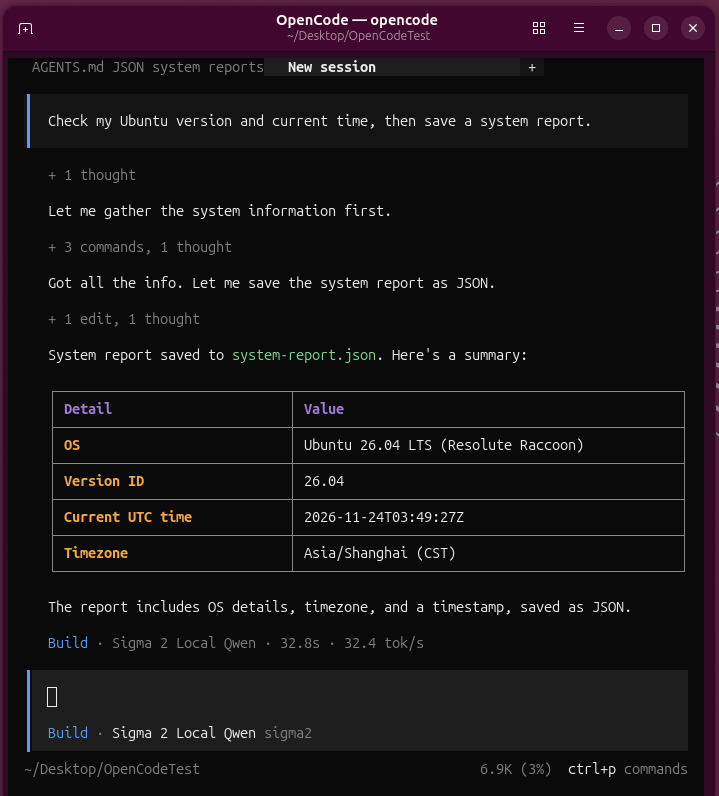 OpenCode — opencode
~/Desktop/OpenCodeTest
AGENTS.md JSON system reports New session +
Check my Ubuntu version and current time, then save a system report.
+ 1 thought
Let me gather the system information first.
+ 3 commands, 1 thought
Got all the info. Let me save the system report as JSON.
+ 1 edit, 1 thought
System report saved to system-report.json. Here's a summary:
Detail Value
OS Ubuntu 26.04 LTS (Resolute Raccoon)
Version ID 26.04
Current UTC time 2026-11-24T03:49:27Z
Timezone Asia/Shanghai (CST)
The report includes OS details, timezone, and a timestamp, saved as JSON.
Build · Sigma 2 Local Qwen · 32.8s · 32.4 tok/s
Build · Sigma 2 Local Qwen sigma2
~/Desktop/OpenCodeTest 6.9K (3%) ctrl+p commands